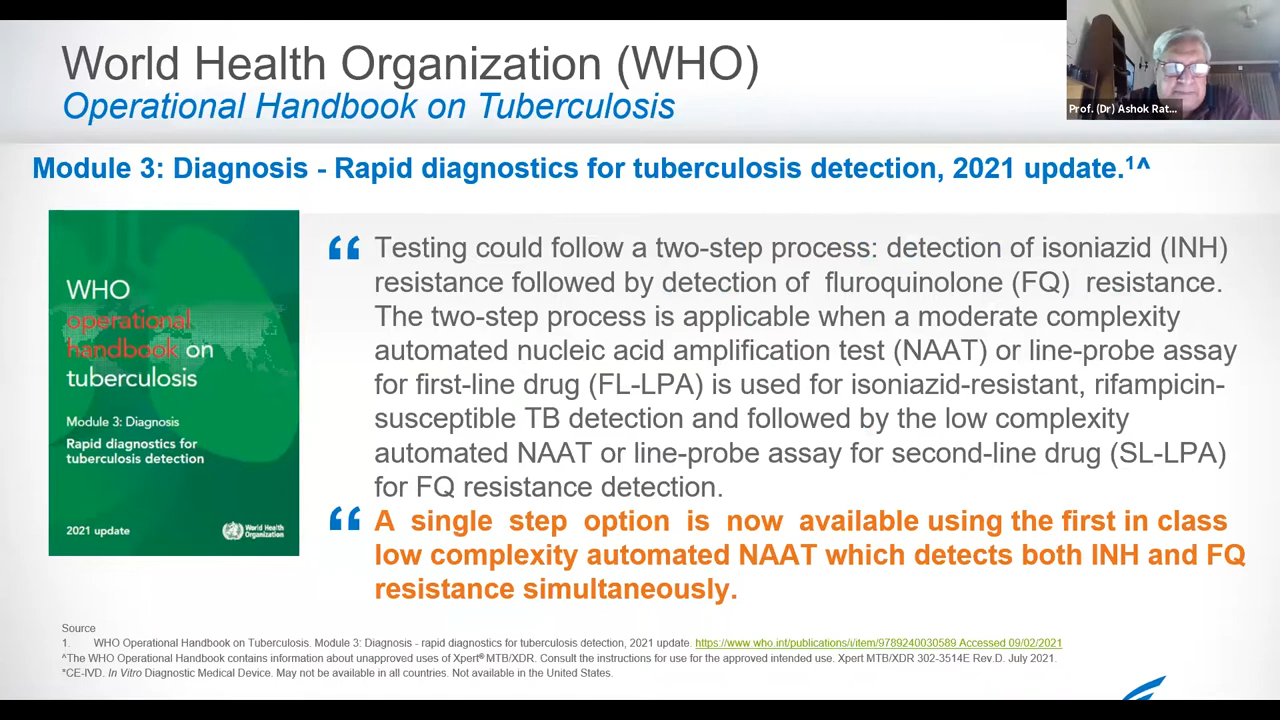 World Health Organization (WHO)
Operational Handbook on Tuberculosis
Prof. (Dr) Ashok Rat...
Module 3: Diagnosis - Rapid diagnostics for tuberculosis detection, 2021 update.¹^
WHO
operational
handbook on
tuberculosis
Module 3: Diagnosis
Rapid diagnostics for
tuberculosis detection
2021 update
World Health
Organization
“ Testing could follow a two-step process: detection of isoniazid (INH)
resistance followed by detection of fluroquinolone (FQ) resistance.
The two-step process is applicable when a moderate complexity
automated nucleic acid amplification test (NAAT) or line-probe assay
for first-line drug (FL-LPA) is used for isoniazid-resistant, rifampicin-
susceptible TB detection and followed by the low complexity
automated NAAT or line-probe assay for second-line drug (SL-LPA)
for FQ resistance detection.
“ A single step option is now available using the first in class
low complexity automated NAAT which detects both INH and FQ
resistance simultaneously.
Source
1. WHO Operational Handbook on Tuberculosis. Module 3: Diagnosis - rapid diagnostics for tuberculosis detection, 2021 update. https://www.who.int/publications/i/item/9789240030589 Accessed 09/02/2021
^The WHO Operational Handbook contains information about unapproved uses of Xpert® MTB/XDR. Consult the instructions for use for the approved intended use. Xpert MTB/XDR 302-3514E Rev.D. July 2021.
*CE-IVD. In Vitro Diagnostic Medical Device. May not be available in all countries. Not available in the United States.